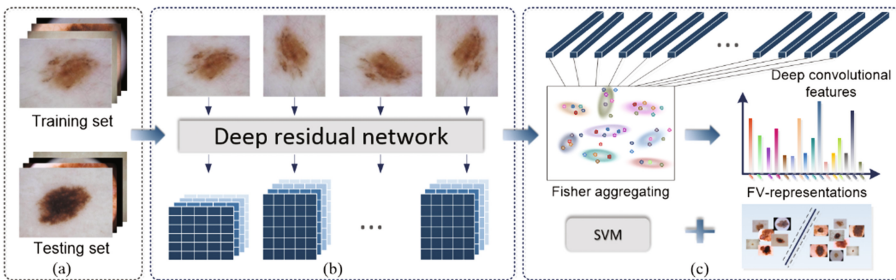 Training set
Testing set
(a)
Deep residual network
...
(b)
...
Deep convolutional
features
Fisher aggregating
FV-representations
SVM
(c)